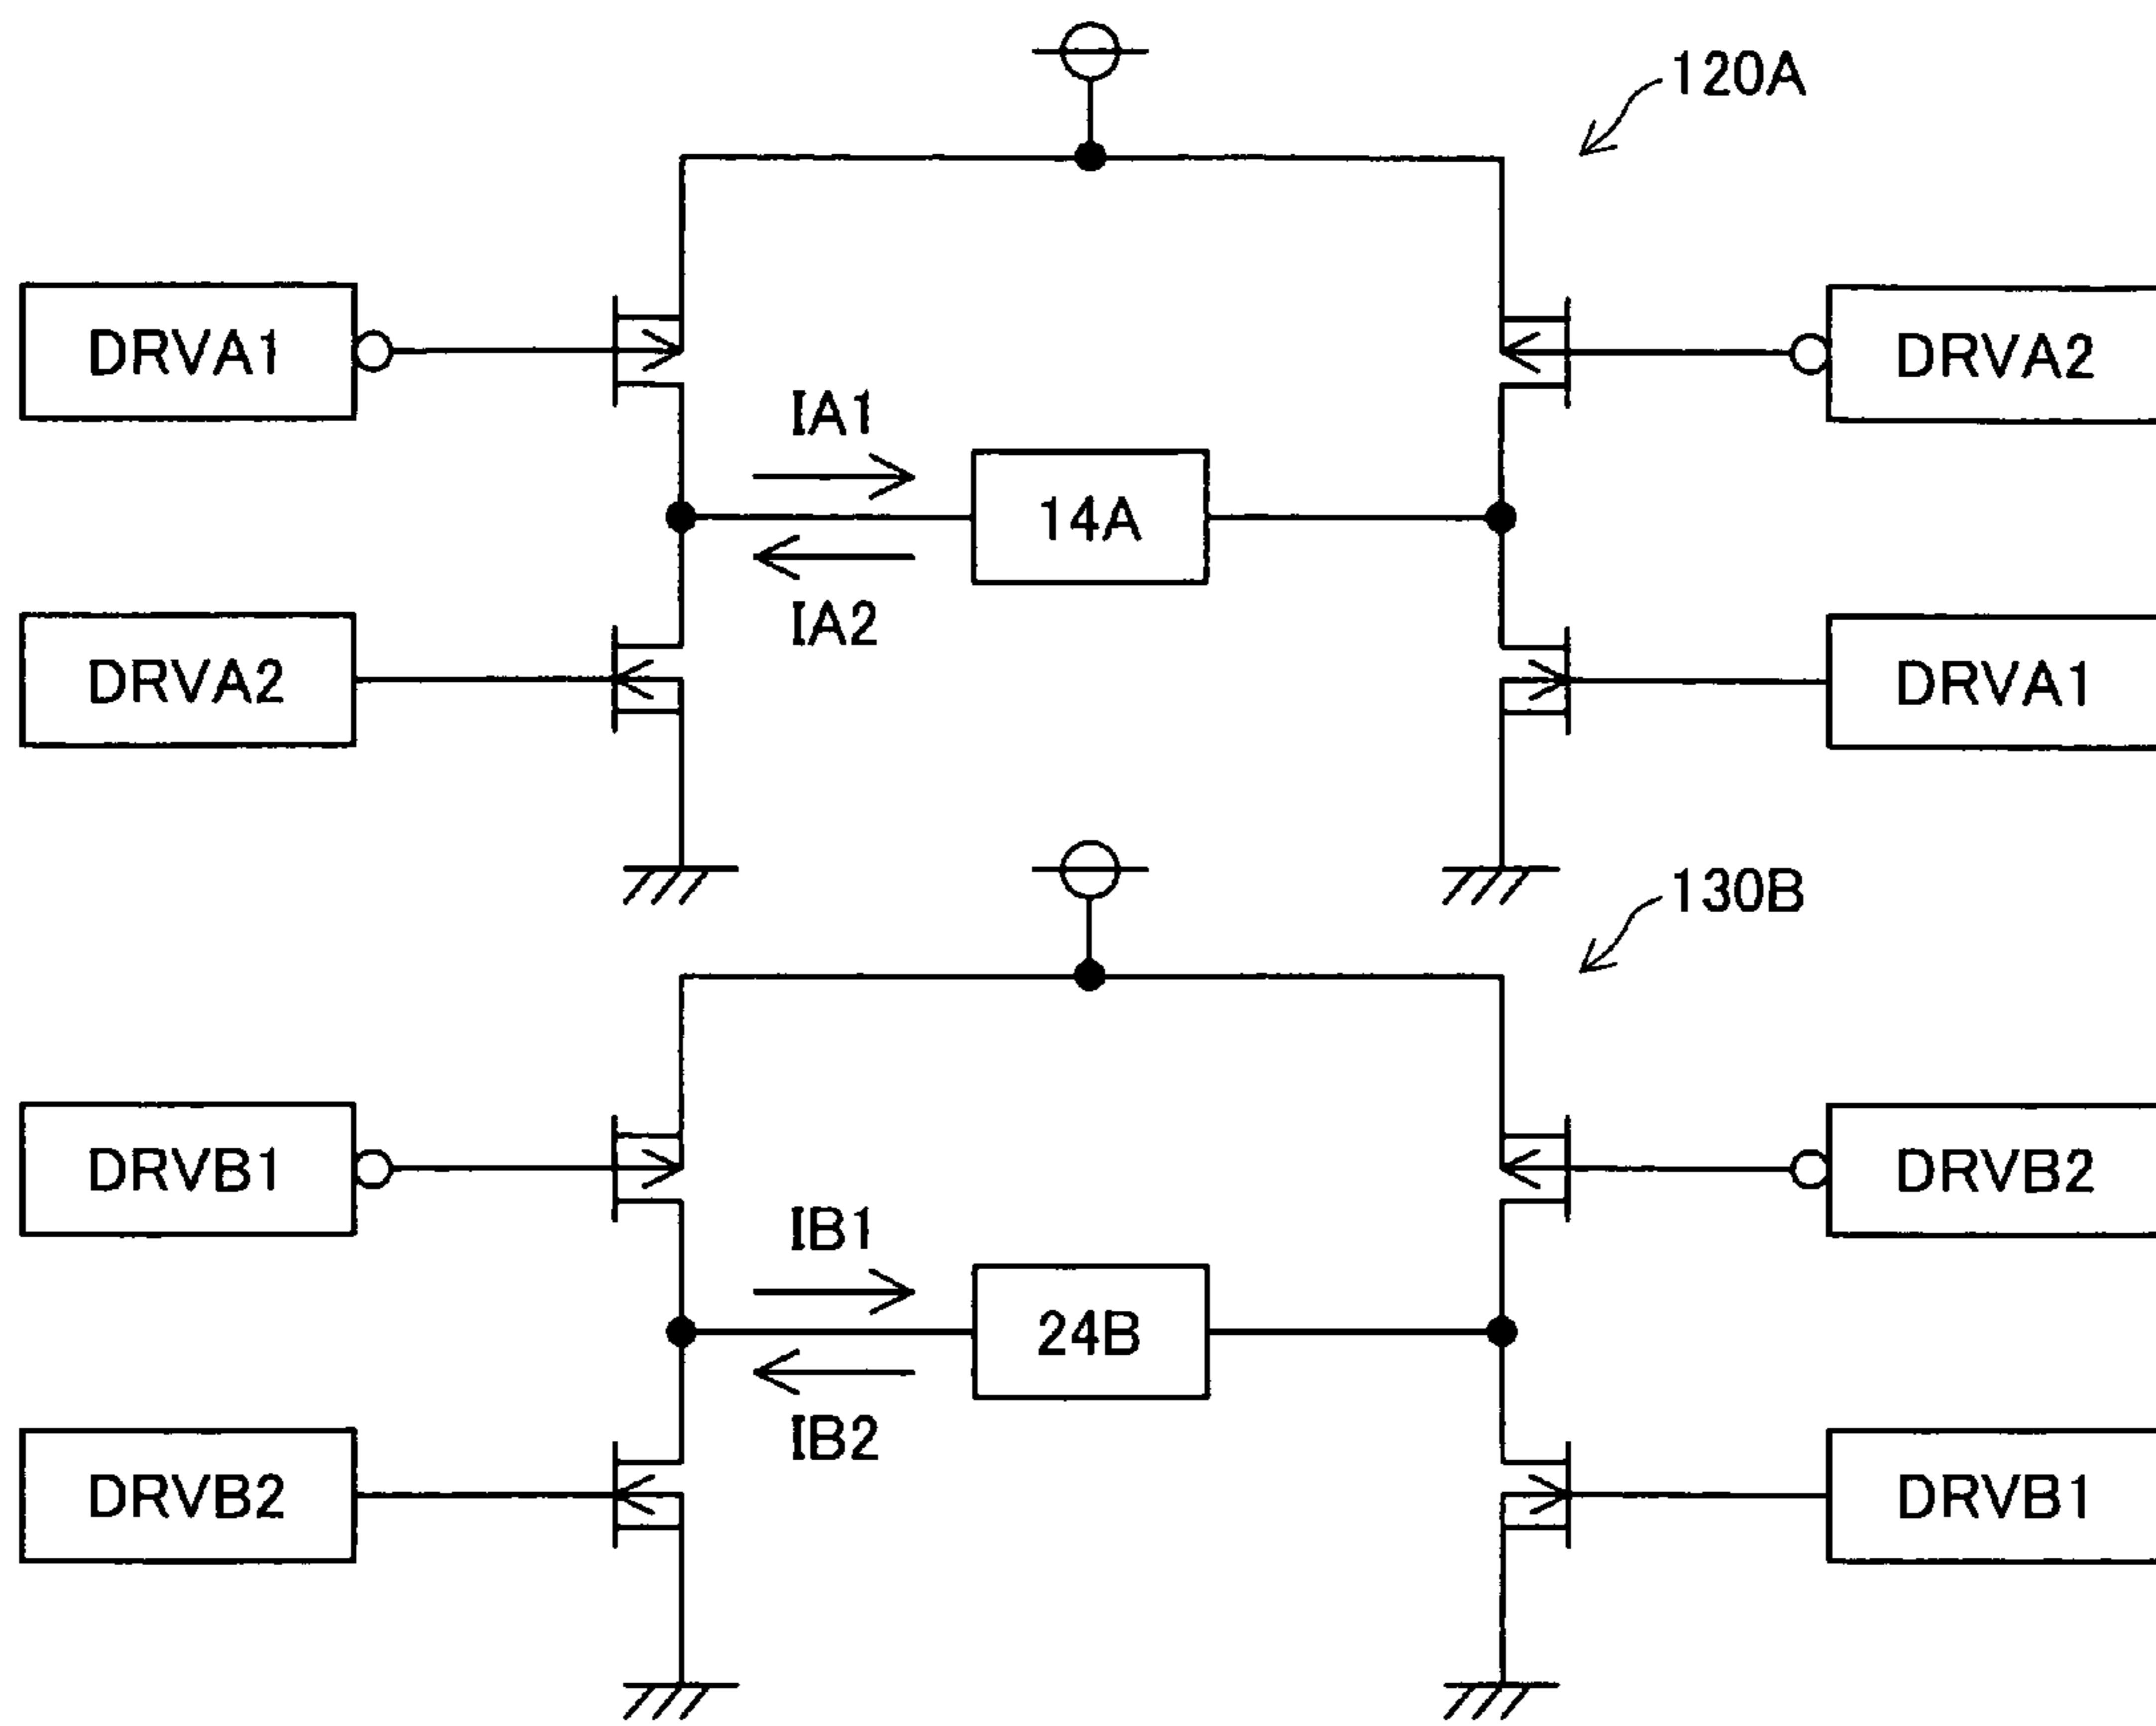 120A
DRVA1
DRVA2
IA1
14A
IA2
DRVA2
DRVA1
130B
DRVB1
DRVB2
IB1
24B
IB2
DRVB2
DRVB1